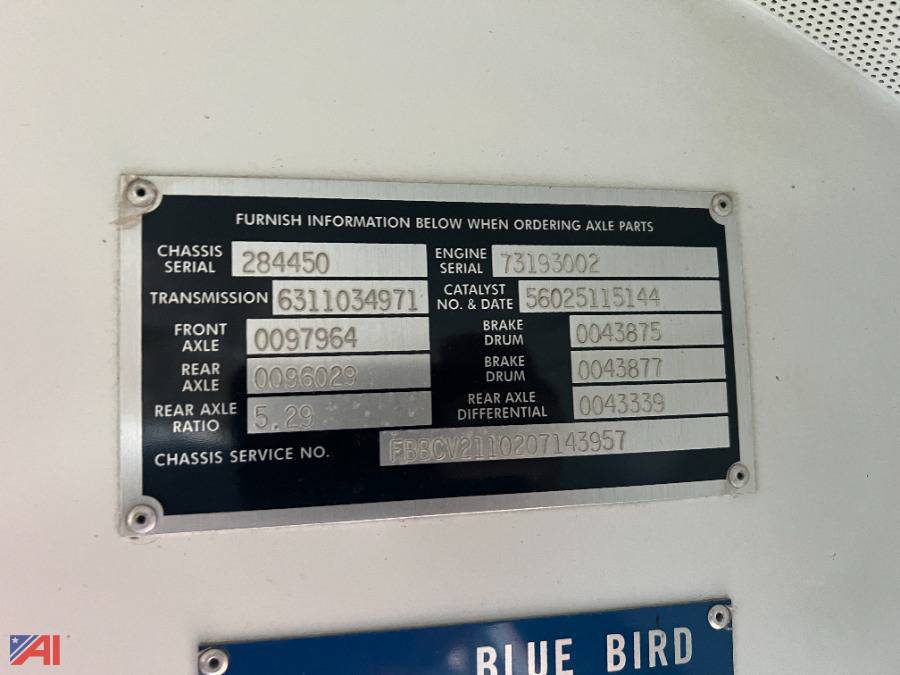 FURNISH INFORMATION BELOW WHEN ORDERING AXLE PARTS
CHASSIS SERIAL 284450 ENGINE SERIAL 73193002
TRANSMISSION 6311034971 CATALYST NO. & DATE 56025115144
FRONT AXLE 0097964 BRAKE DRUM 0043875
REAR AXLE 0096029 BRAKE DRUM 0043877
REAR AXLE RATIO 5.29 REAR AXLE DIFFERENTIAL 0043339
CHASSIS SERVICE NO. FBBCV2110207143957
BLUE BIRD
AI